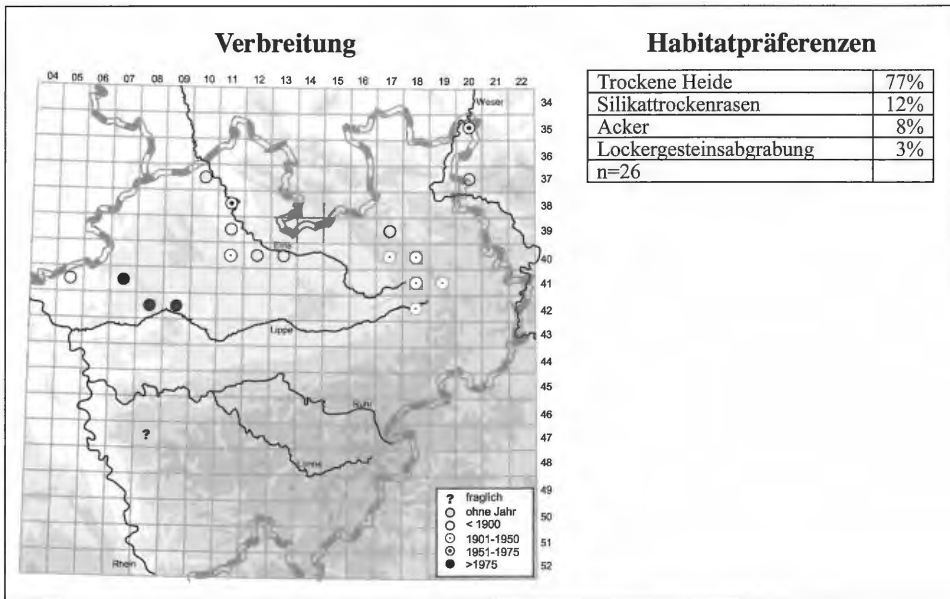 Verbreitung
04 05 06 07 08 09 10 11 12 13 14 15 16 17 18 19 20 21 22
Weser
34
35
36
37
38
39
Ems
40
41
42
Lippe
43
44
45
Ruhr
46
?
47
Lenne
48
49
50
51
52
Rhein
? fraglich
ohne Jahr
< 1900
1901-1950
1951-1975
>1975
Habitatpräferenzen
Trockene Heide 77%
Silikattrockenrasen 12%
Acker 8%
Lockergesteinsabgrabung 3%
n=26